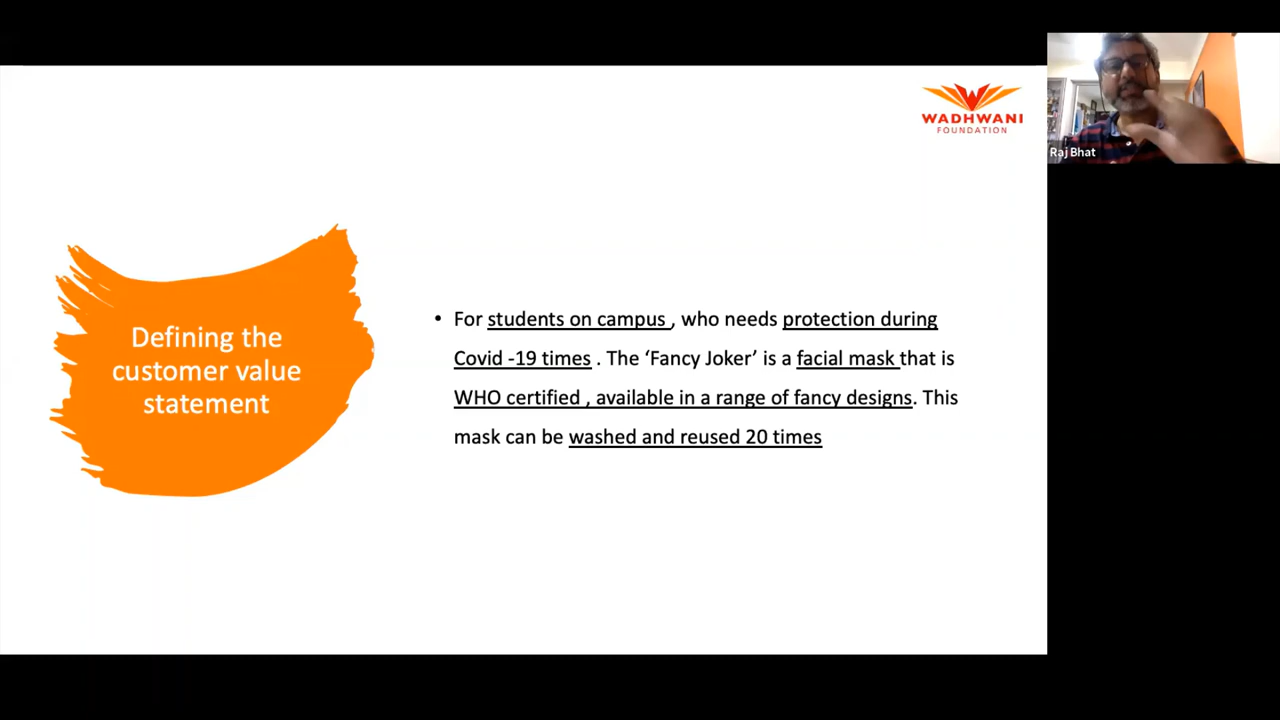 WADHWANI
FOUNDATION
Raj Bhat
Defining the
customer value
statement
• For students on campus , who needs protection during
Covid -19 times . The ‘Fancy Joker’ is a facial mask that is
WHO certified , available in a range of fancy designs. This
mask can be washed and reused 20 times